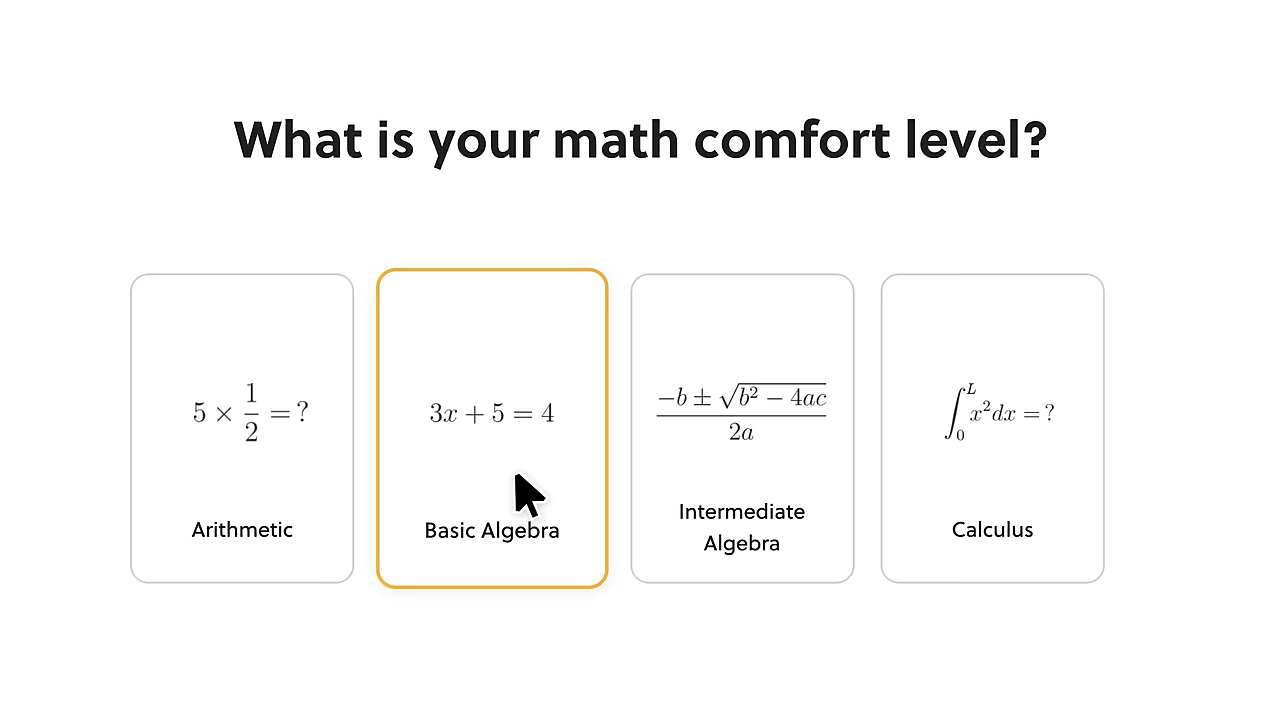 What is your math comfort level?
5 × 1/2 = ?
3x + 5 = 4
−b ± √(b² − 4ac)
2a
∫₀ᴸ x²dx = ?
Arithmetic
Basic Algebra
Intermediate
Algebra
Calculus